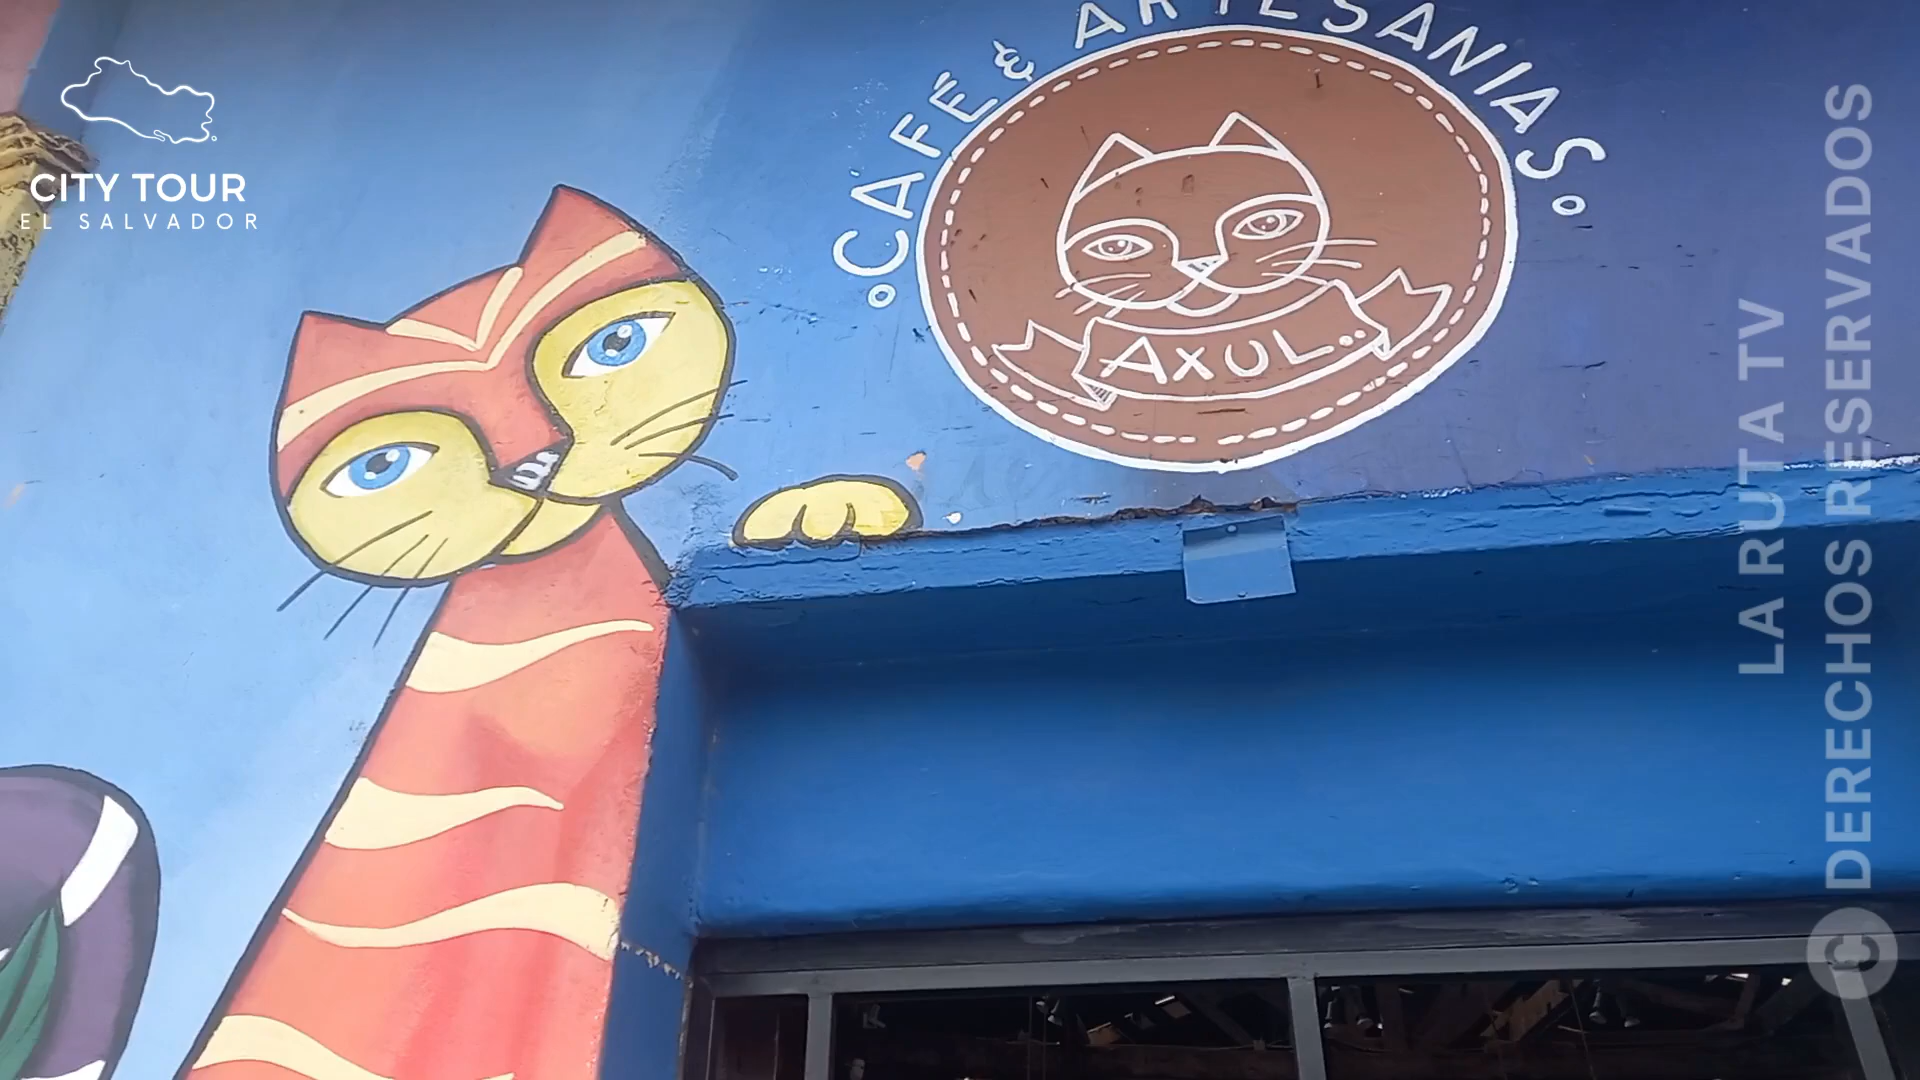 CITY TOUR
EL SALVADOR
CAFÉ & ARTESANIAS
AXUL..
LA RUTA TV
© DERECHOS RESERVADOS